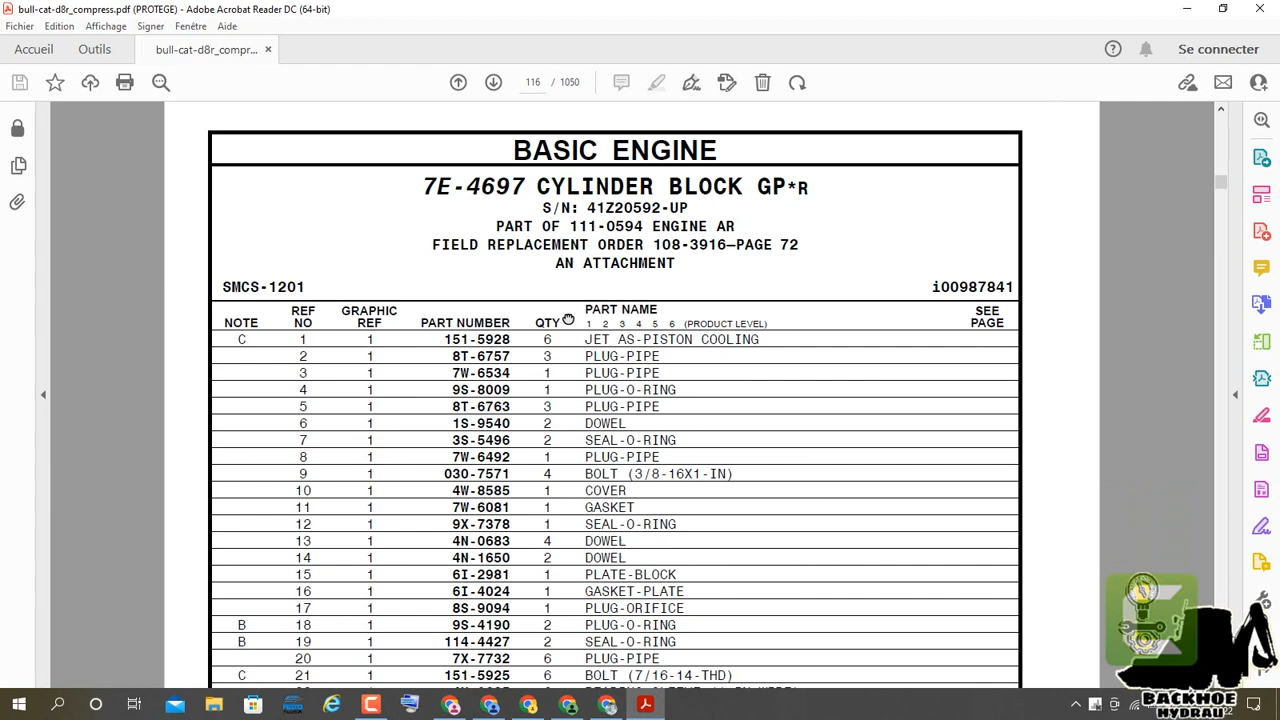 bull-cat-d8r_compress.pdf (PROTEGE) - Adobe Acrobat Reader DC (64-bit)
Fichier Edition Affichage Signer Fenêtre Aide
Accueil Outils bull-cat-d8r_compr... × Se connecter
116 / 1050
BASIC ENGINE
7E-4697 CYLINDER BLOCK GP*R
S/N: 41Z20592-UP
PART OF 111-0594 ENGINE AR
FIELD REPLACEMENT ORDER 108-3916—PAGE 72
AN ATTACHMENT
SMCS-1201 i00987841
NOTE REF NO GRAPHIC REF PART NUMBER QTY PART NAME 1 2 3 4 5 6 (PRODUCT LEVEL) SEE PAGE
C 1 1 151-5928 6 JET AS-PISTON COOLING
2 1 8T-6757 3 PLUG-PIPE
3 1 7W-6534 1 PLUG-PIPE
4 1 9S-8009 1 PLUG-O-RING
5 1 8T-6763 3 PLUG-PIPE
6 1 1S-9540 2 DOWEL
7 1 3S-5496 2 SEAL-O-RING
8 1 7W-6492 1 PLUG-PIPE
9 1 030-7571 4 BOLT (3/8-16X1-IN)
10 1 4W-8585 1 COVER
11 1 7W-6081 1 GASKET
12 1 9X-7378 1 SEAL-O-RING
13 1 4N-0683 4 DOWEL
14 1 4N-1650 2 DOWEL
15 1 6I-2981 1 PLATE-BLOCK
16 1 6I-4024 1 GASKET-PLATE
17 1 8S-9094 1 PLUG-ORIFICE
B 18 1 9S-4190 2 PLUG-O-RING
B 19 1 114-4427 2 SEAL-O-RING
20 1 7X-7732 6 PLUG-PIPE
C 21 1 151-5925 6 BOLT (7/16-14-THD)
BACKHOE
HYDRAU